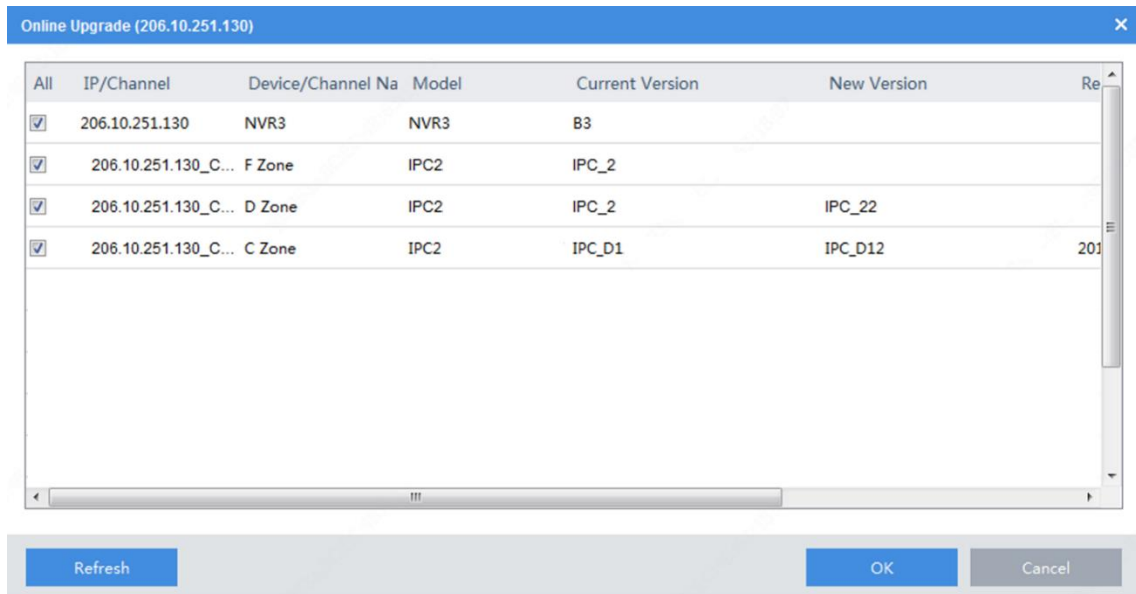 Online Upgrade (206.10.251.130)
All IP/Channel Device/Channel Na Model Current Version New Version Re
206.10.251.130 NVR3 NVR3 B3
206.10.251.130_C... F Zone IPC2 IPC_2
206.10.251.130_C... D Zone IPC2 IPC_2 IPC_22
206.10.251.130_C... C Zone IPC2 IPC_D1 IPC_D12 201
Refresh OK Cancel